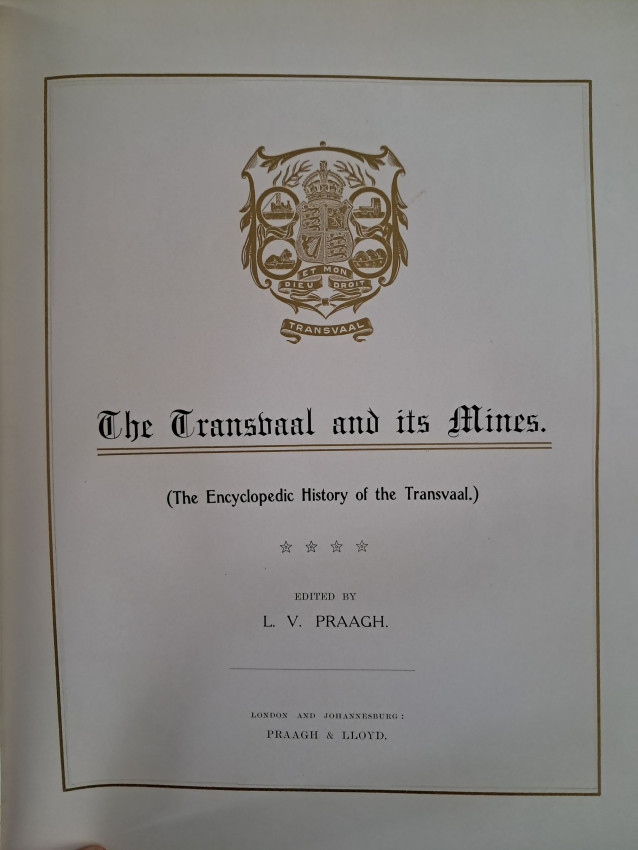 ET MON
DIEU DROIT
TRANSVAAL
The Transvaal and its Mines.
(The Encyclopedic History of the Transvaal.)
EDITED BY
L. V. PRAAGH.
LONDON AND JOHANNESBURG:
PRAAGH & LLOYD.